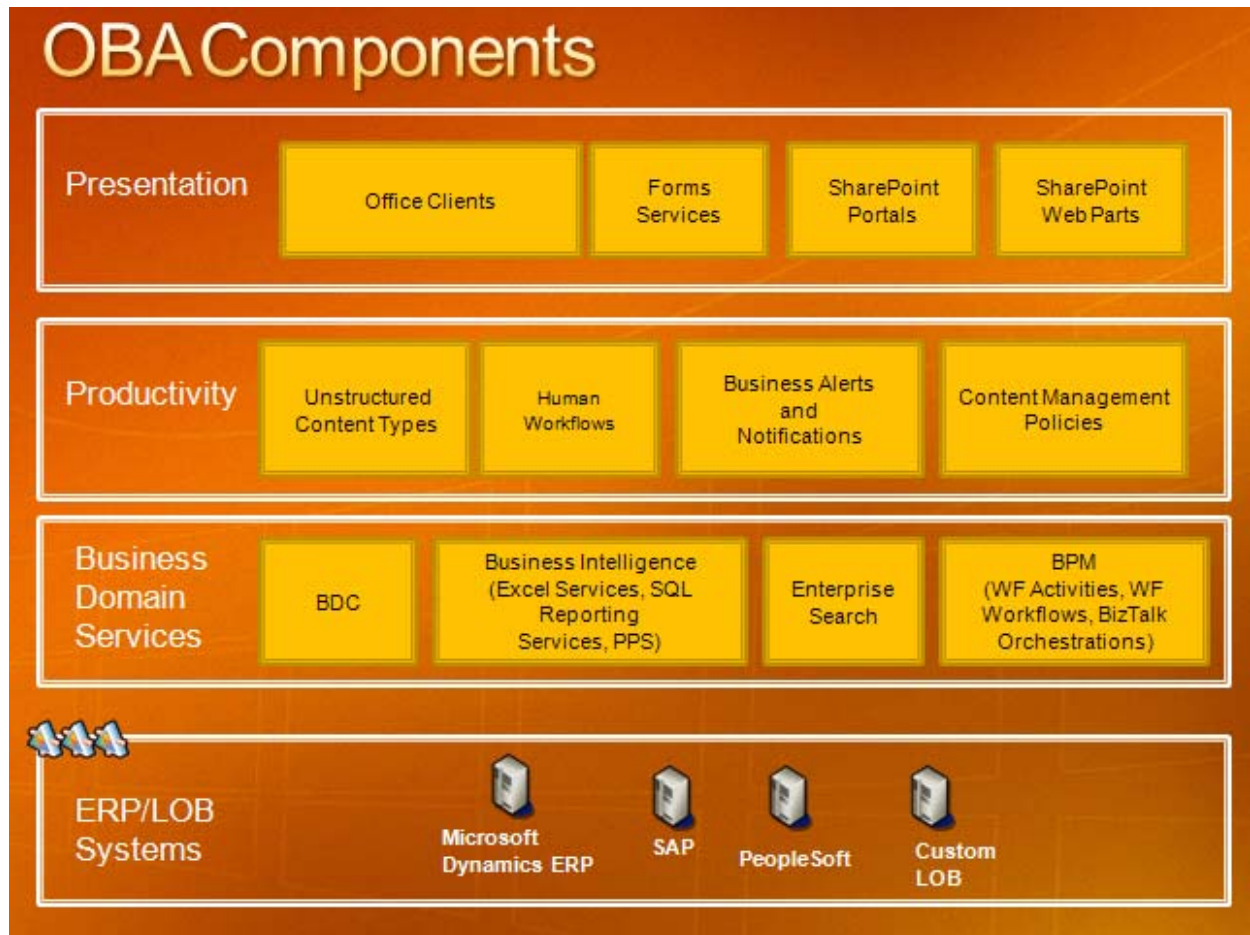 OBA Components
Presentation
Office Clients
Forms
Services
SharePoint
Portals
SharePoint
Web Parts
Productivity
Unstructured
Content Types
Human
Workflows
Business Alerts
and
Notifications
Content Management
Policies
Business
Domain
Services
BDC
Business Intelligence
(Excel Services, SQL
Reporting
Services, PPS)
Enterprise
Search
BPM
(WF Activities, WF
Workflows, BizTalk
Orchestrations)
ERP/LOB
Systems
Microsoft
Dynamics ERP
SAP
PeopleSoft
Custom
LOB